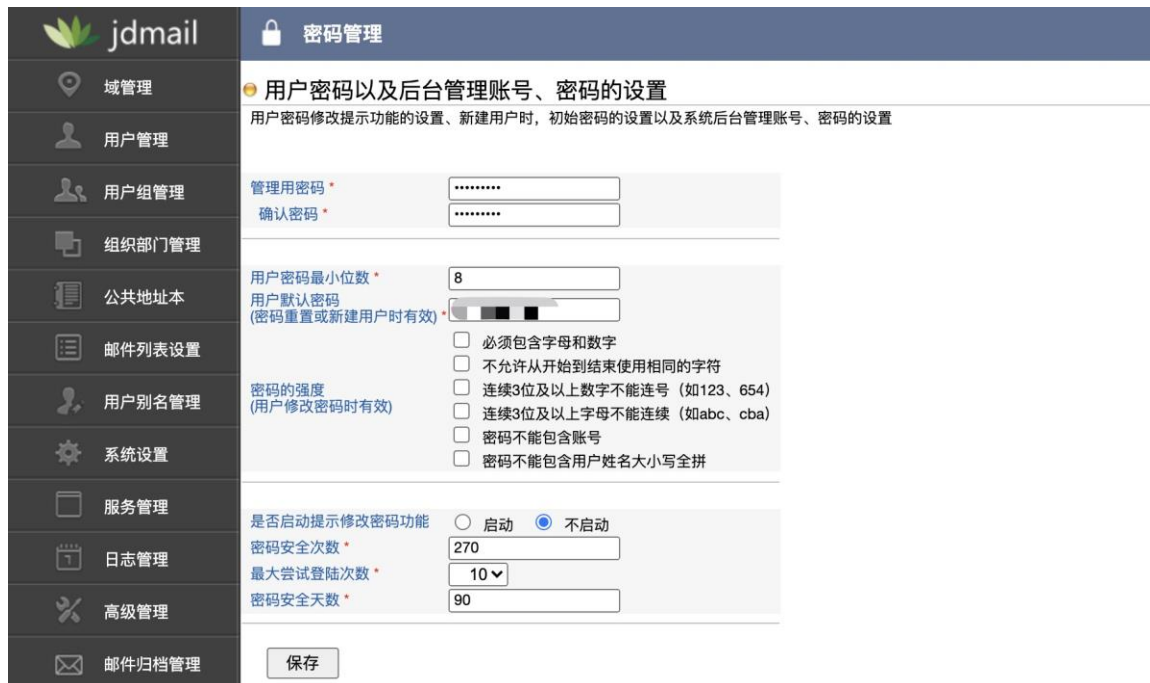 jdmail
密码管理
域管理
用户管理
用户组管理
组织部门管理
公共地址本
邮件列表设置
用户别名管理
系统设置
服务管理
日志管理
高级管理
邮件归档管理
用户密码以及后台管理账号、密码的设置
用户密码修改提示功能的设置、新建用户时，初始密码的设置以及系统后台管理账号、密码的设置
管理用密码 * •••••••••
确认密码 * •••••••••
用户密码最小位数 * 8
用户默认密码
(密码重置或新建用户时有效) *
密码的强度
(用户修改密码时有效)
必须包含字母和数字
不允许从开始到结束使用相同的字符
连续3位及以上数字不能连号（如123、654）
连续3位及以上字母不能连续（如abc、cba）
密码不能包含账号
密码不能包含用户姓名大小写全拼
是否启动提示修改密码功能 启动 不启动
密码安全次数 * 270
最大尝试登陆次数 * 10
密码安全天数 * 90
保存